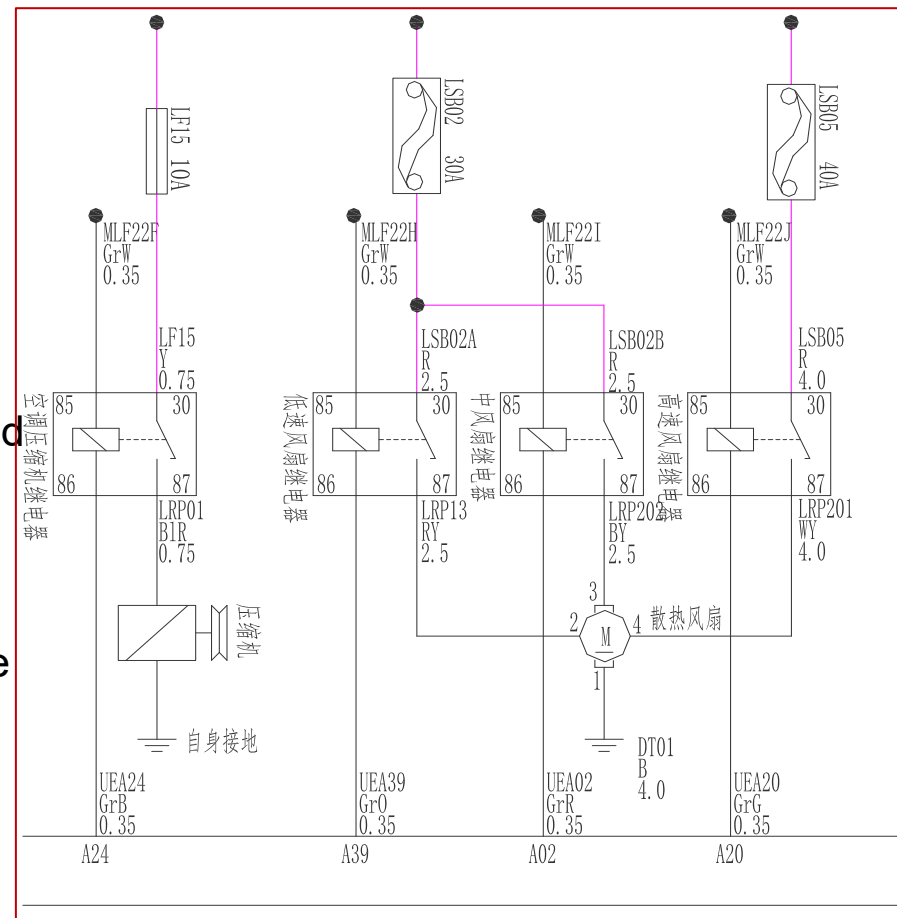 LF15 10A
LSB02 30A
LSB05 40A
MLF22F
GrW
0.35
MLF22H
GrW
0.35
MLF22I
GrW
0.35
MLF22J
GrW
0.35
LF15
Y
0.75
LSB02A
R
2.5
LSB02B
R
2.5
LSB05
R
4.0
空调压缩机继电器
85 30
86 87
低速风扇继电器
85 30
86 87
中风扇继电器
85 30
86 87
高速风扇继电器
85 30
86 87
d
LRP01
B1R
0.75
LRP13
RY
2.5
LRP202
BY
2.5
LRP201
WY
4.0
压缩机
3
2 M 4 散热风扇
1
e
自身接地
DT01
B
4.0
UEA24
GrB
0.35
UEA39
GrO
0.35
UEA02
GrR
0.35
UEA20
GrG
0.35
A24 A39 A02 A20